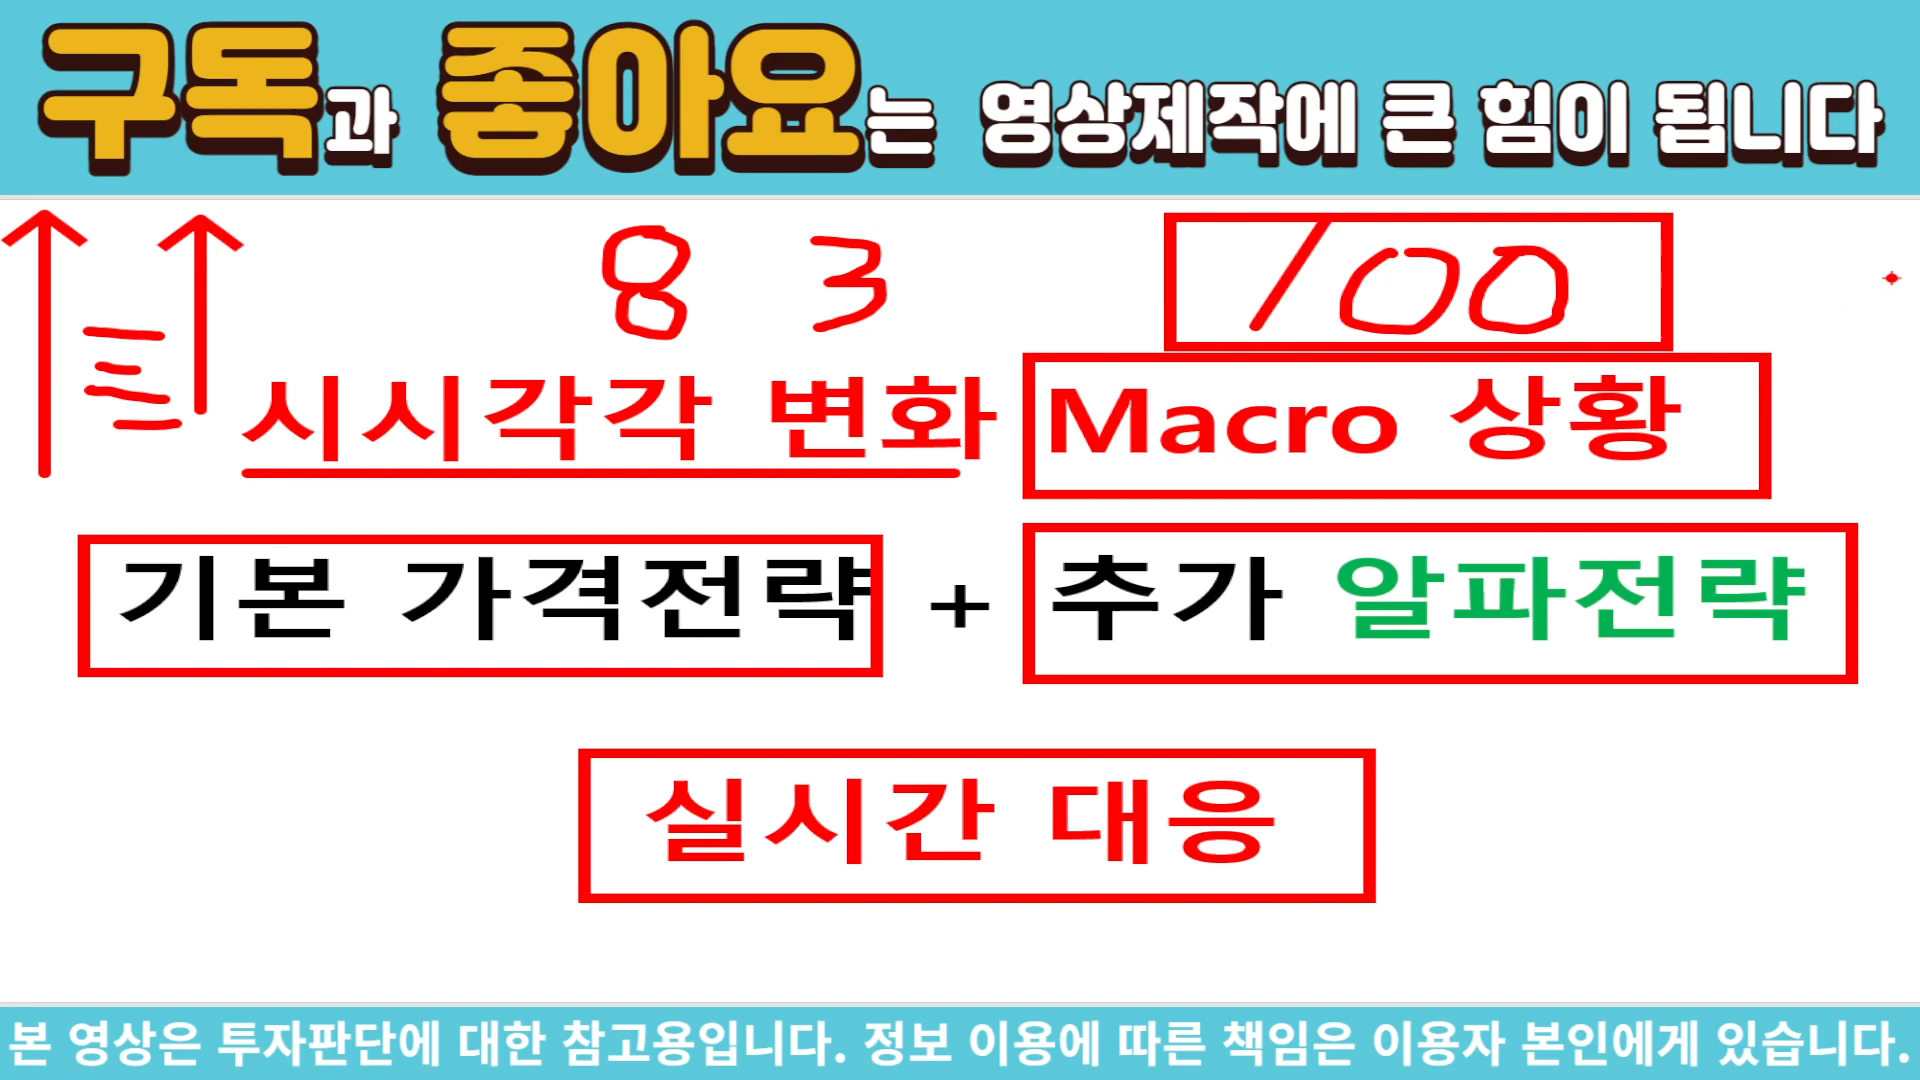 구독과 좋아요는 영상제작에 큰 힘이 됩니다
8 3 100
시시각각 변화 Macro 상황
기본 가격전략 + 추가 알파전략
실시간 대응
본 영상은 투자판단에 대한 참고용입니다. 정보 이용에 따른 책임은 이용자 본인에게 있습니다.